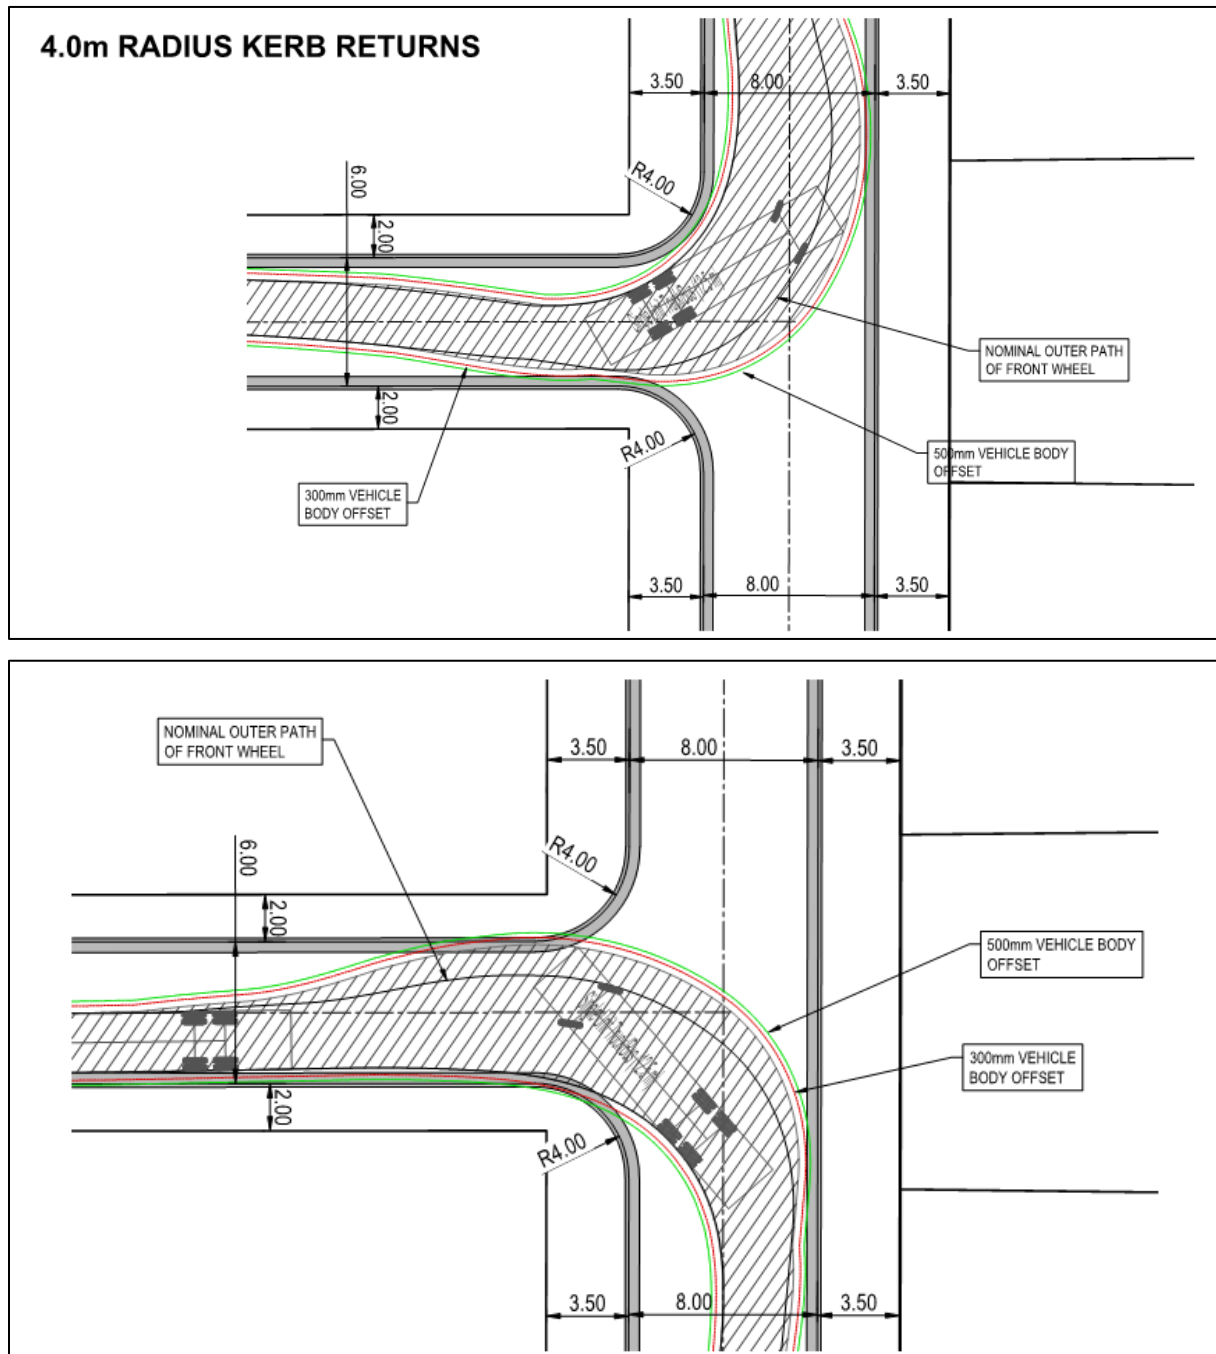 4.0m RADIUS KERB RETURNS
3.50
8.00
3.50
R4.00
6.00
2.00
NOMINAL OUTER PATH
OF FRONT WHEEL
2.00
R4.00
500mm VEHICLE BODY
OFFSET
300mm VEHICLE
BODY OFFSET
3.50
8.00
3.50
NOMINAL OUTER PATH
OF FRONT WHEEL
3.50
8.00
3.50
6.00
R4.00
2.00
500mm VEHICLE BODY
OFFSET
300mm VEHICLE
BODY OFFSET
2.00
R4.00
3.50
8.00
3.50